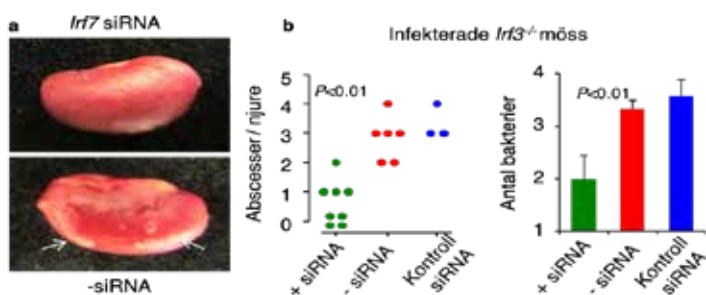 a Irf7 siRNA
-siRNA
b Infekterade Irf3-/- möss
Abscesser / njure
5
4
3
2
1
0
P<0.01
+ siRNA
- siRNA
Kontroll
siRNA
Antal bakterier
4
3
2
1
P<0.01
+ siRNA
- siRNA
Kontroll
siRNA